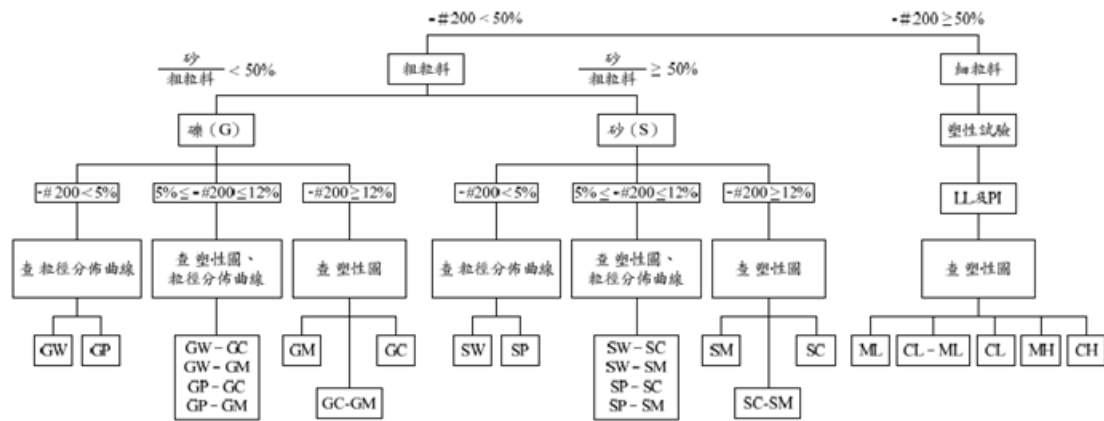 -#200 < 50%
-#200 ≥ 50%
砂/粗粒料 < 50%
粗粒料
砂/粗粒料 ≥ 50%
細粒料
礫(G)
砂(S)
塑性試驗
-#200<5%
5%≤-#200≤12%
-#200≥12%
-#200<5%
5%≤-#200≤12%
-#200≥12%
LL及PI
查粒徑分佈曲線
查塑性圖、
粒徑分佈曲線
查塑性圖
查粒徑分佈曲線
查塑性圖、
粒徑分佈曲線
查塑性圖
查塑性圖
GW
GP
GW-GC
GW-GM
GP-GC
GP-GM
GM
GC
GC-GM
SW
SP
SW-SC
SW-SM
SP-SC
SP-SM
SM
SC
SC-SM
ML
CL-ML
CL
MH
CH